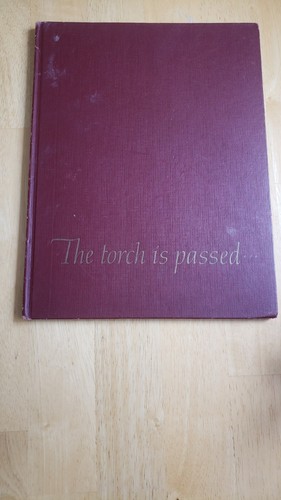 The torch is passed...